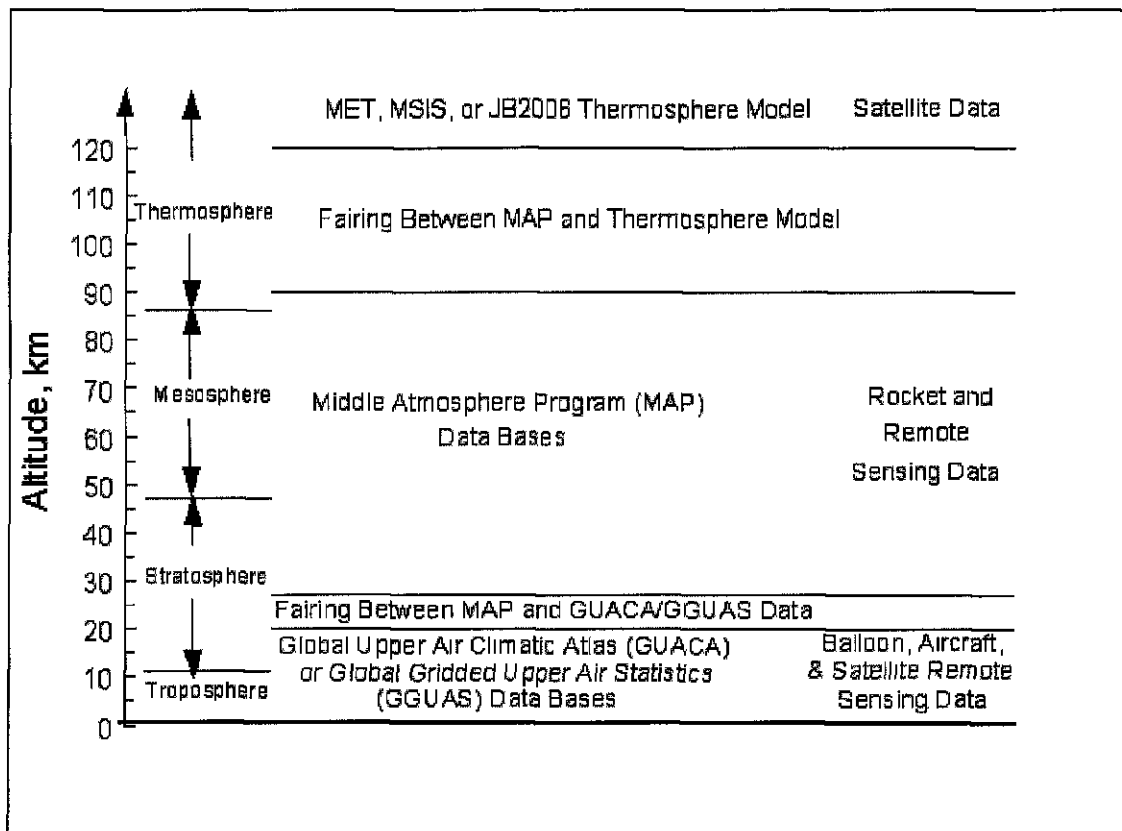 MET, MSIS, or JB2006 Thermosphere Model
Satellite Data
120
110
Thermosphere
Fairing Between MAP and Thermosphere Model
100
90
80
70
Mesosphere
Middle Atmosphere Program (MAP)
Data Bases
Rocket and
Remote
Sensing Data
60
50
40
30
Stratosphere
Fairing Between MAP and GUACA/GGUAS Data
20
Global Upper Air Climatic Atlas (GUACA)
or Global Gridded Upper Air Statistics
(GGUAS) Data Bases
Balloon, Aircraft,
& Satellite Remote
Sensing Data
10
Troposphere
0
Altitude, km